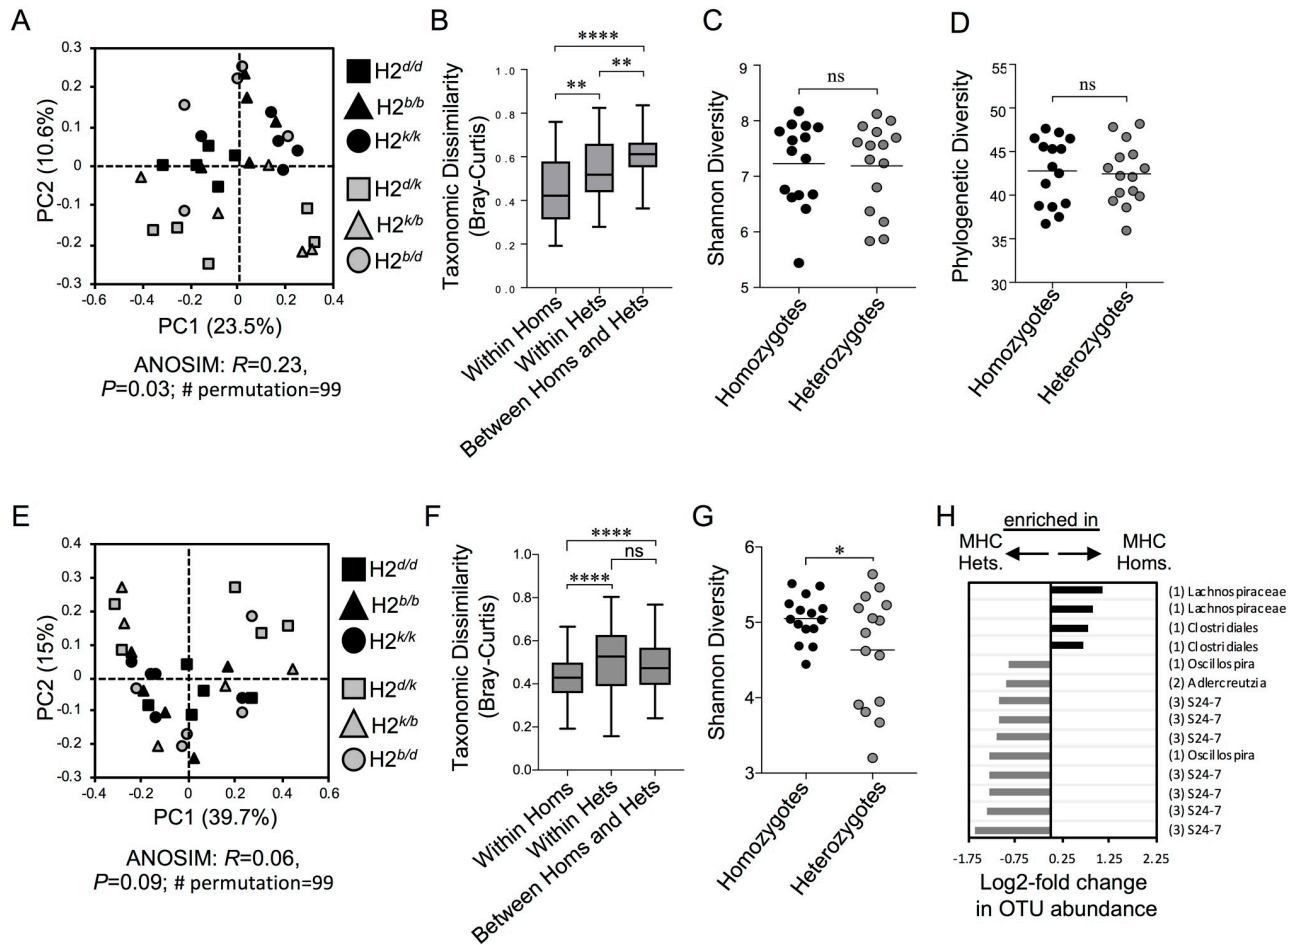 A
0.3
0.2
0.1
0
-0.1
-0.2
-0.3
PC2 (10.6%)
-0.6
-0.4
-0.2
0
0.2
0.4
PC1 (23.5%)
ANOSIM: R=0.23,
P=0.03; # permutation=99
H2d/d
H2b/b
H2k/k
H2d/k
H2k/b
H2b/d
B
Taxonomic Dissimilarity
(Bray-Curtis)
1.0
0.8
0.6
0.4
0.2
0.0
****
**
**
Within Homs
Within Hets
Between Homs and Hets
C
Shannon Diversity
9
8
7
6
5
ns
Homozygotes
Heterozygotes
D
Phylogenetic Diversity
55
50
45
40
35
30
ns
Homozygotes
Heterozygotes
E
0.4
0.3
0.2
0.1
0
-0.1
-0.2
-0.3
PC2 (15%)
-0.4
-0.2
0
0.2
0.4
0.6
PC1 (39.7%)
ANOSIM: R=0.06,
P=0.09; # permutation=99
H2d/d
H2b/b
H2k/k
H2d/k
H2k/b
H2b/d
F
Taxonomic Dissimilarity
(Bray-Curtis)
1.0
0.8
0.6
0.4
0.2
0.0
****
ns
****
Within Homs
Within Hets
Between Homs and Hets
G
Shannon Diversity
6
5
4
3
*
Homozygotes
Heterozygotes
H
enriched in
MHC
Hets.
MHC
Homs.
(1) Lachnospiraceae
(1) Lachnospiraceae
(1) Clostridiales
(1) Clostridiales
(1) Oscillospira
(2) Adlercreutzia
(3) S24-7
(3) S24-7
(3) S24-7
(1) Oscillospira
(3) S24-7
(3) S24-7
(3) S24-7
(3) S24-7
-1.75
-0.75
0.25
1.25
2.25
Log2-fold change
in OTU abundance